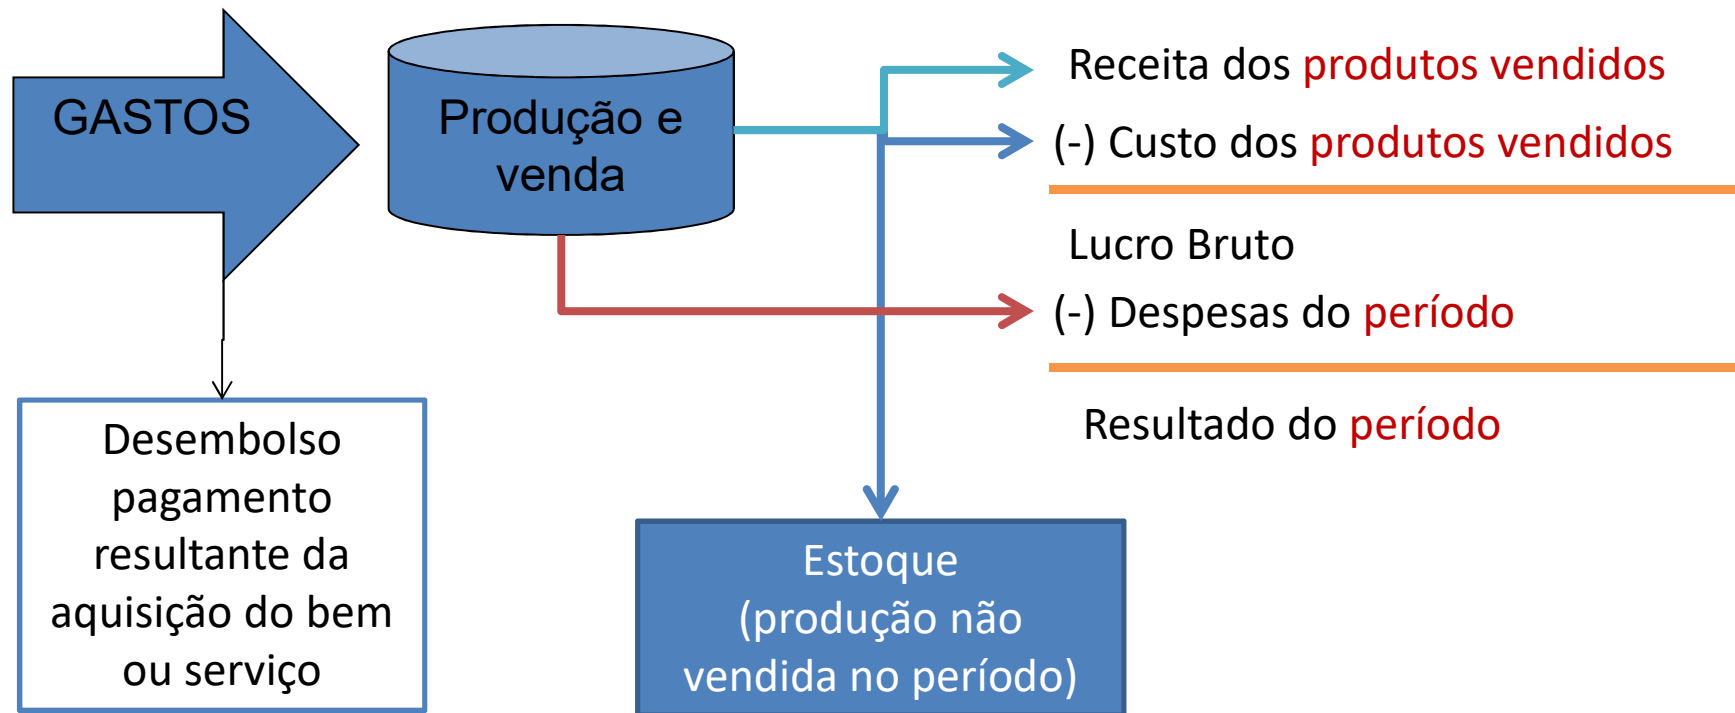 GASTOS
Produção e
venda
Receita dos produtos vendidos
(-) Custo dos produtos vendidos
Lucro Bruto
(-) Despesas do período
Resultado do período
Desembolso
pagamento
resultante da
aquisição do bem
ou serviço
Estoque
(produção não
vendida no período)